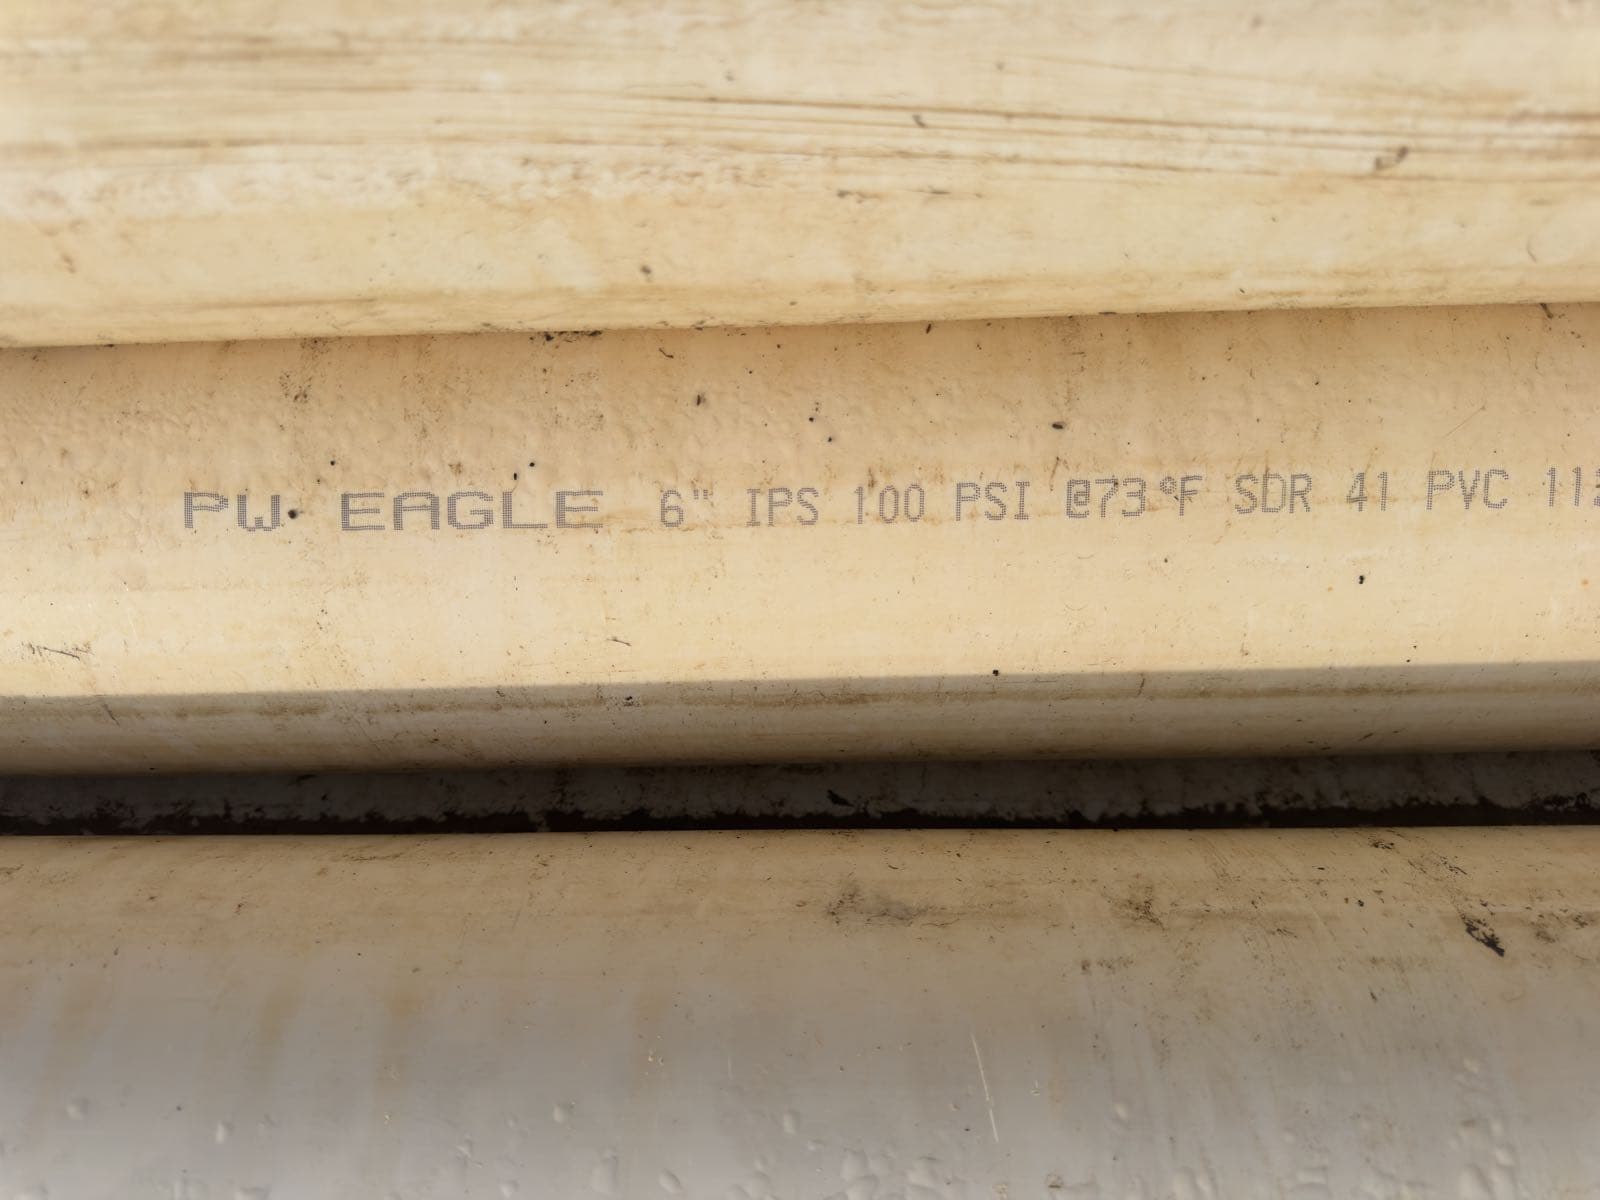 PW EAGLE 6" IPS 100 PSI @73°F SDR 41 PVC